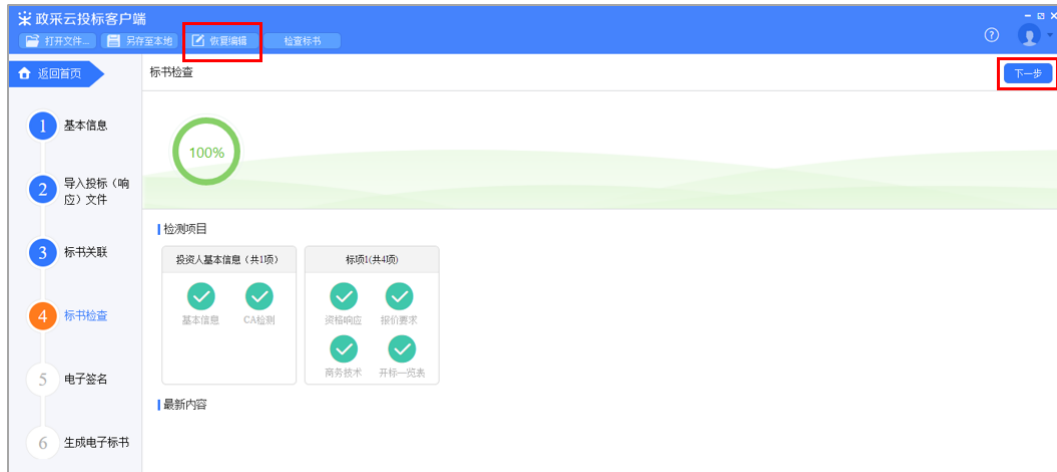 政采云投标客户端
打开文件... 另存至本地 恢复编辑 检查标书
返回首页 标书检查 下一步
1 基本信息
100%
2 导入投标（响
应）文件
检测项目
3 标书关联
投资人基本信息（共1项） 标项1(共4项)
基本信息 CA检测 资格响应 报价要求
4 标书检查
商务技术 开标一览表
5 电子签名
最新内容
6 生成电子标书